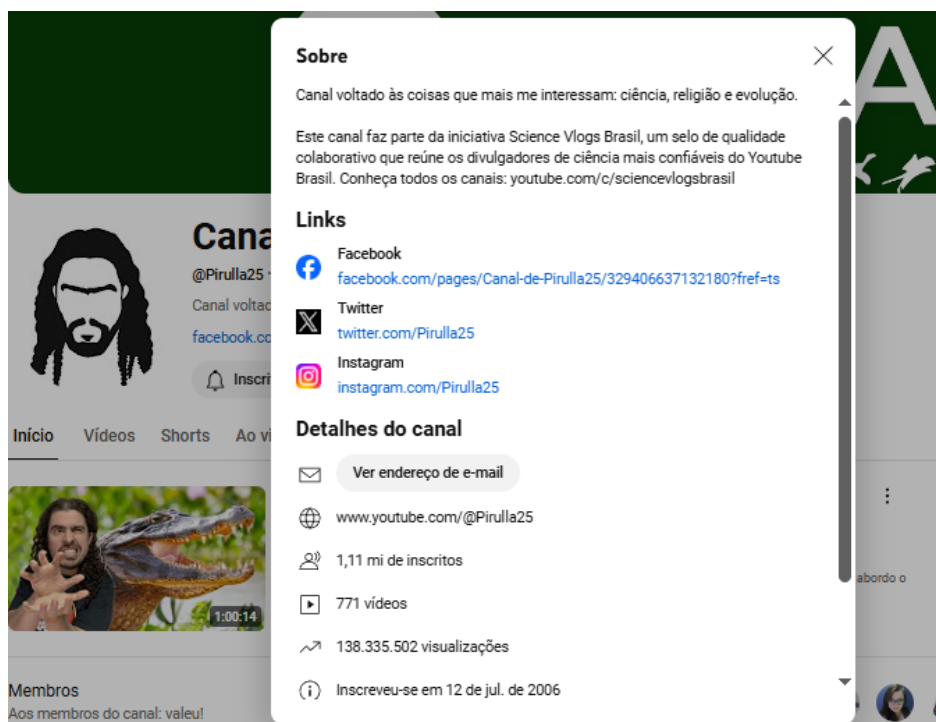 A
Sobre
Canal voltado às coisas que mais me interessam: ciência, religião e evolução.
Este canal faz parte da iniciativa Science Vlogs Brasil, um selo de qualidade
colaborativo que reúne os divulgadores de ciência mais confiáveis do Youtube
Brasil. Conheça todos os canais: youtube.com/c/sciencevlogsbrasil
Links
Facebook
facebook.com/pages/Canal-de-Pirulla25/329406637132180?fref=ts
Twitter
twitter.com/Pirulla25
Instagram
instagram.com/Pirulla25
Detalhes do canal
Ver endereço de e-mail
www.youtube.com/@Pirulla25
1,11 mi de inscritos
771 vídeos
138.335.502 visualizações
Inscreveu-se em 12 de jul. de 2006
Cana
@Pirulla25
Canal voltad
facebook.co
Inscri
Início Vídeos Shorts Ao vi
1:00:14
abordo o
Membros
Aos membros do canal: valeu!